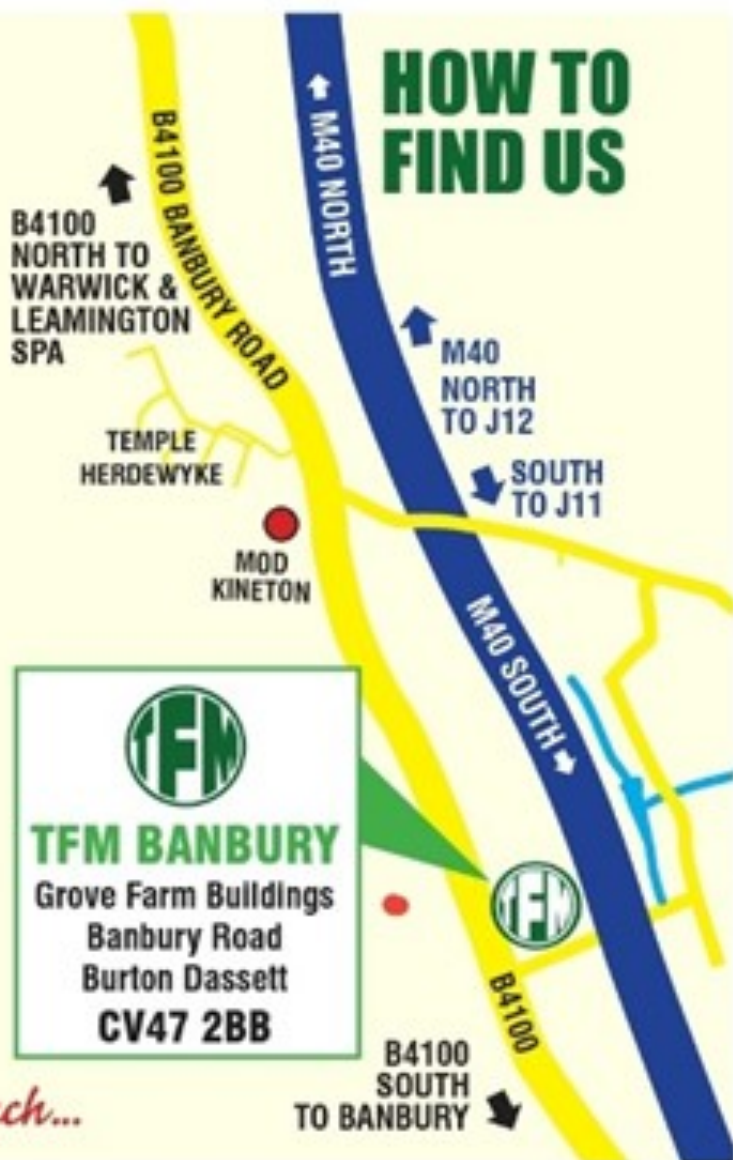 HOW TO
FIND US
M40 NORTH
B4100 BANBURY ROAD
B4100
NORTH TO
WARWICK &
LEAMINGTON
SPA
M40
NORTH
TO J12
TEMPLE
HERDEWYKE
SOUTH
TO J11
MOD
KINETON
M40 SOUTH
TFM
TFM BANBURY
Grove Farm Buildings
Banbury Road
Burton Dassett
CV47 2BB
TFM
B4100
B4100
SOUTH
TO BANBURY
ch...